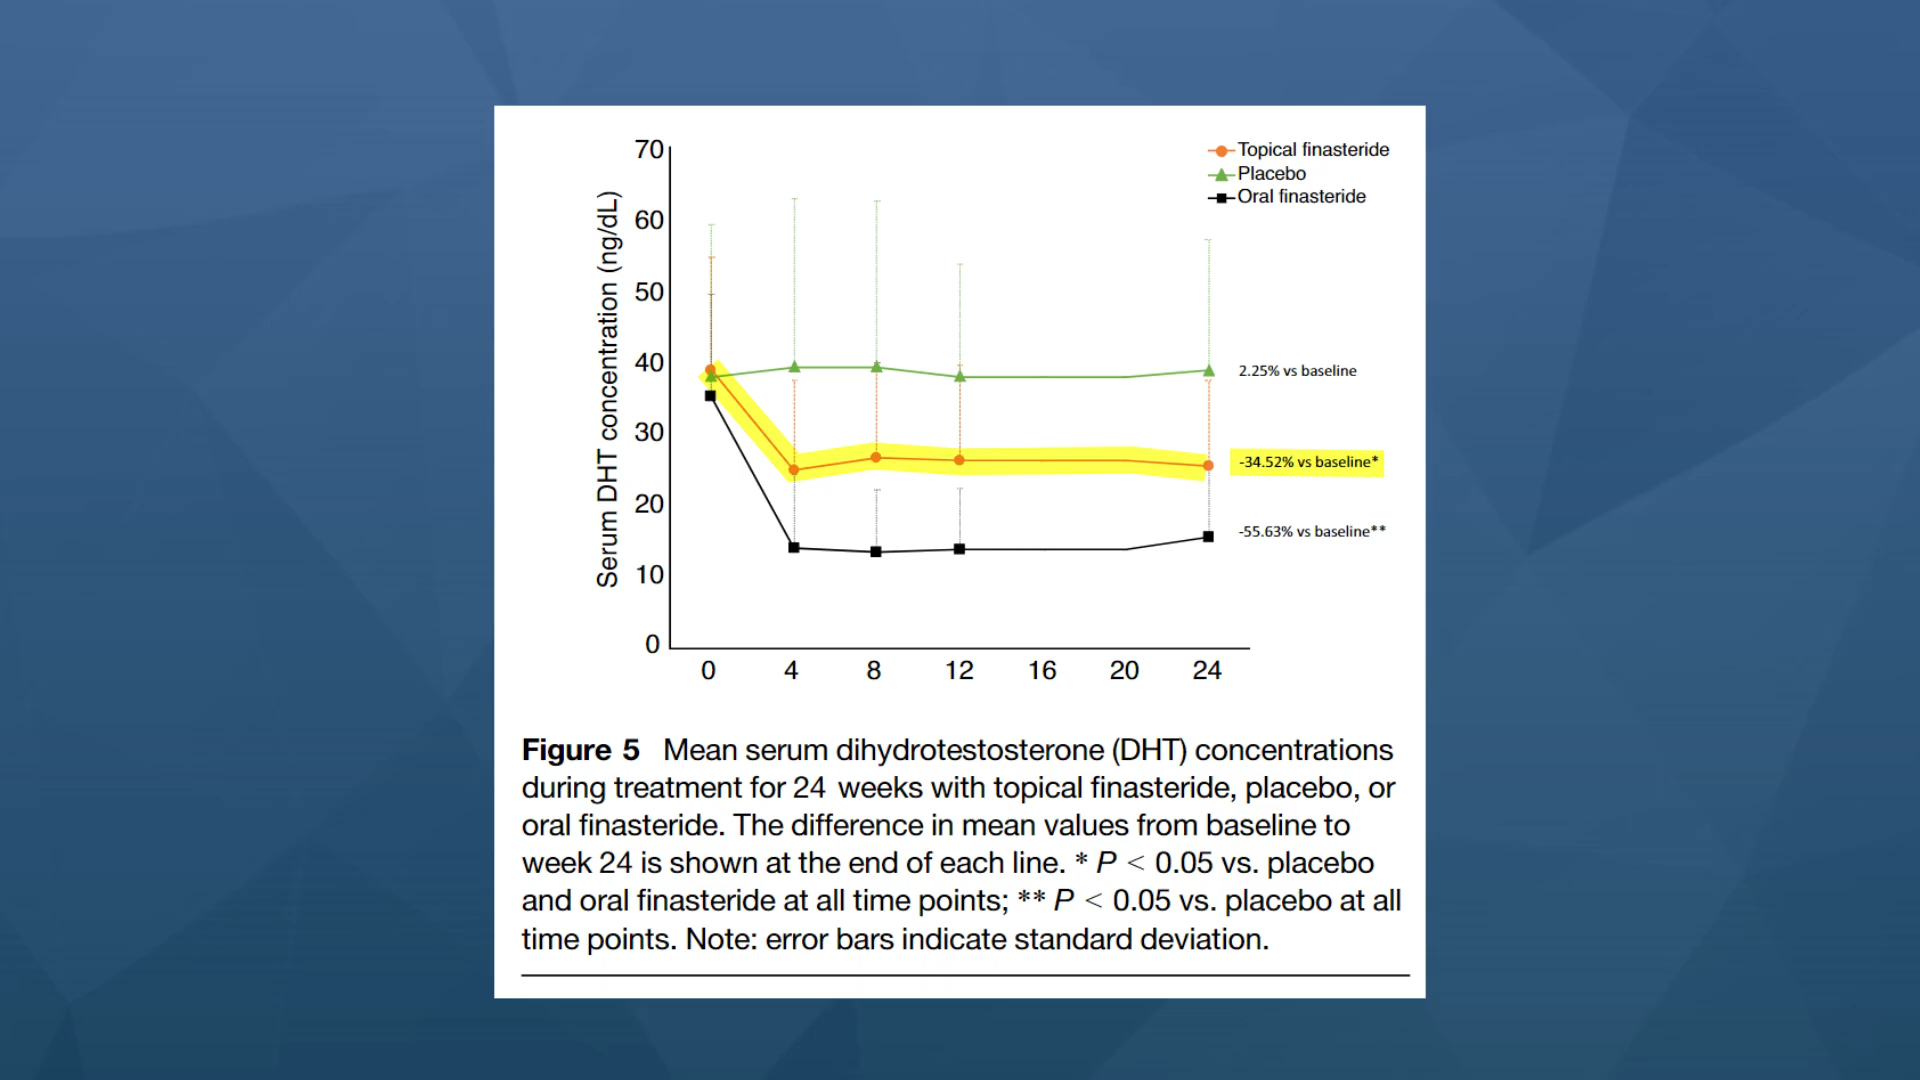 70
60
50
40
30
20
10
0
Serum DHT concentration (ng/dL)
Topical finasteride
Placebo
Oral finasteride
2.25% vs baseline
-34.52% vs baseline*
-55.63% vs baseline**
0 4 8 12 16 20 24
Figure 5 Mean serum dihydrotestosterone (DHT) concentrations
during treatment for 24 weeks with topical finasteride, placebo, or
oral finasteride. The difference in mean values from baseline to
week 24 is shown at the end of each line. * P < 0.05 vs. placebo
and oral finasteride at all time points; ** P < 0.05 vs. placebo at all
time points. Note: error bars indicate standard deviation.